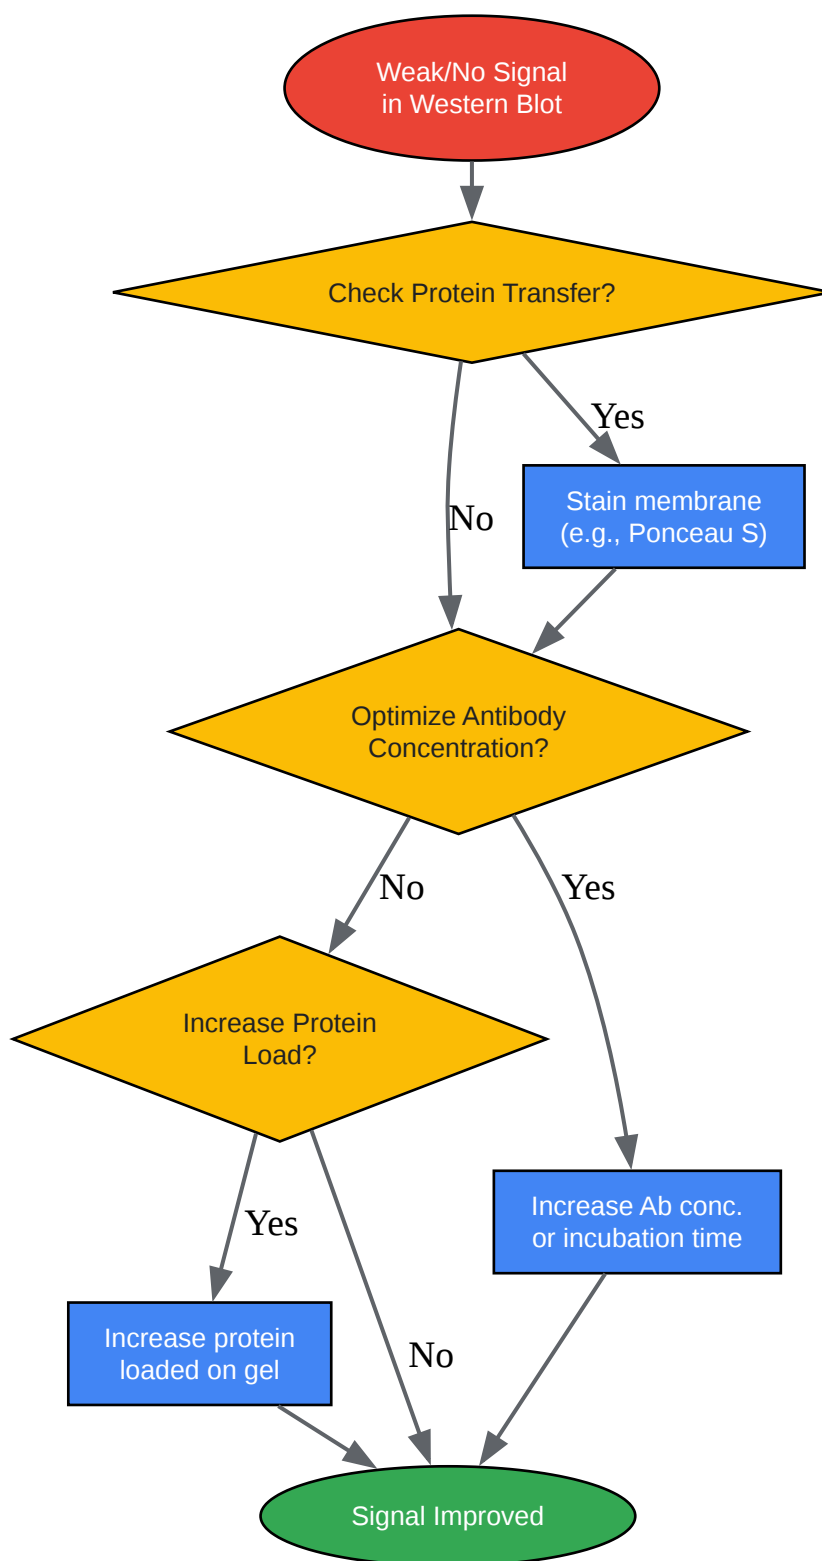 Weak/No Signal
in Western Blot
Check Protein Transfer?
Yes
Stain membrane
(e.g., Ponceau S)
No
Optimize Antibody
Concentration?
No
Yes
Increase Protein
Load?
Increase Ab conc.
or incubation time
Yes
Increase protein
loaded on gel
No
Signal Improved